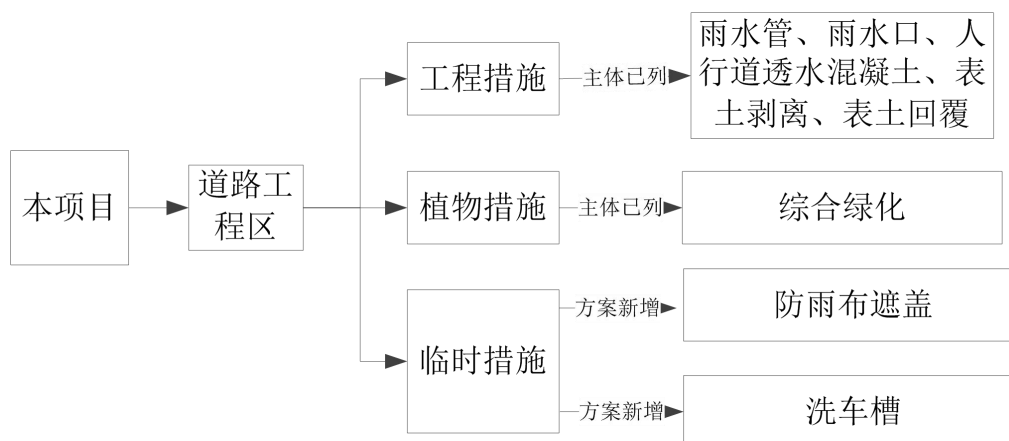 本项目
道路工
程区
工程措施
主体已列
雨水管、雨水口、人
行道透水混凝土、表
土剥离、表土回覆
植物措施
主体已列
综合绿化
临时措施
方案新增
防雨布遮盖
方案新增
洗车槽